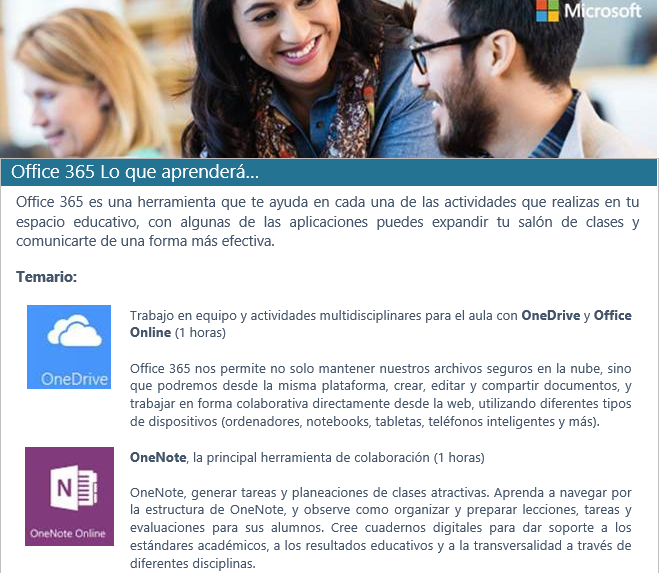 Microsoft
Office 365 Lo que aprenderá...
Office 365 es una herramienta que te ayuda en cada una de las actividades que realizas en tu
espacio educativo, con algunas de las aplicaciones puedes expandir tu salón de clases y
comunicarte de una forma más efectiva.
Temario:
OneDrive
Trabajo en equipo y actividades multidisciplinares para el aula con OneDrive y Office
Online (1 horas)
Office 365 nos permite no solo mantener nuestros archivos seguros en la nube, sino
que podremos desde la misma plataforma, crear, editar y compartir documentos, y
trabajar en forma colaborativa directamente desde la web, utilizando diferentes tipos
de dispositivos (ordenadores, notebooks, tabletas, teléfonos inteligentes y más).
N
OneNote Online
OneNote, la principal herramienta de colaboración (1 horas)
OneNote, generar tareas y planeaciones de clases atractivas. Aprenda a navegar por
la estructura de OneNote, y observe como organizar y preparar lecciones, tareas y
evaluaciones para sus alumnos. Cree cuadernos digitales para dar soporte a los
estándares académicos, a los resultados educativos y a la transversalidad a través de
diferentes disciplinas.